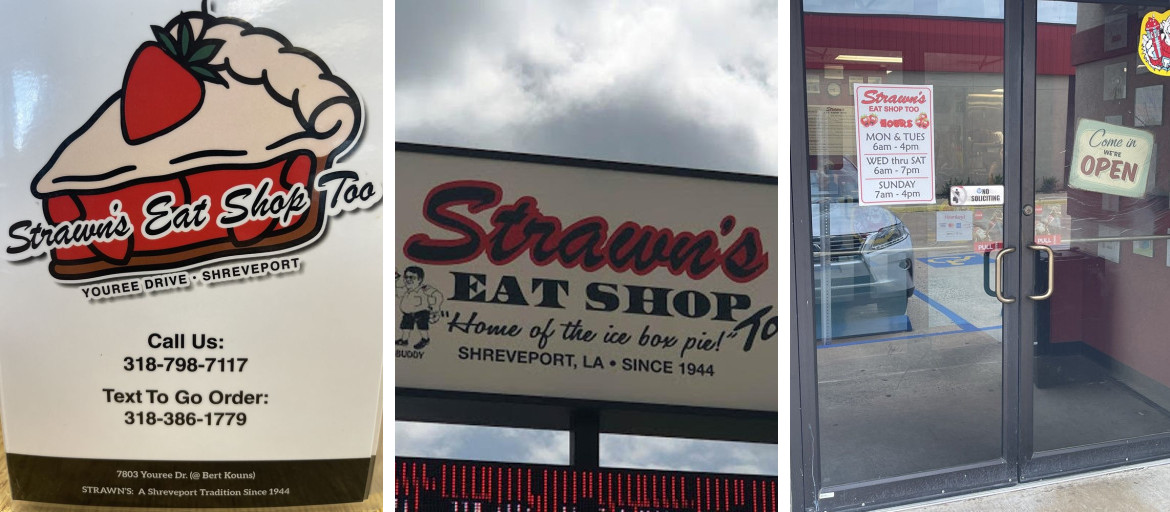 Strawn's Eat Shop Too
YOUREE DRIVE • SHREVEPORT
Call Us:
318-798-7117
Text To Go Order:
318-386-1779
7803 Youree Dr. (@ Bert Kouns)
STRAWN'S: A Shreveport Tradition Since 1944
Strawn's
EAT SHOP
"Home of the ice box pie!"
SHREVEPORT, LA • SINCE 1944
BUDDY
Strawn's
EAT SHOP TOO
HOURS
MON & TUES
6am - 4pm
WED thru SAT
6am - 7pm
SUNDAY
7am - 4pm
NO
SOLICITING
PULL
PULL
Come in
WE'RE
OPEN